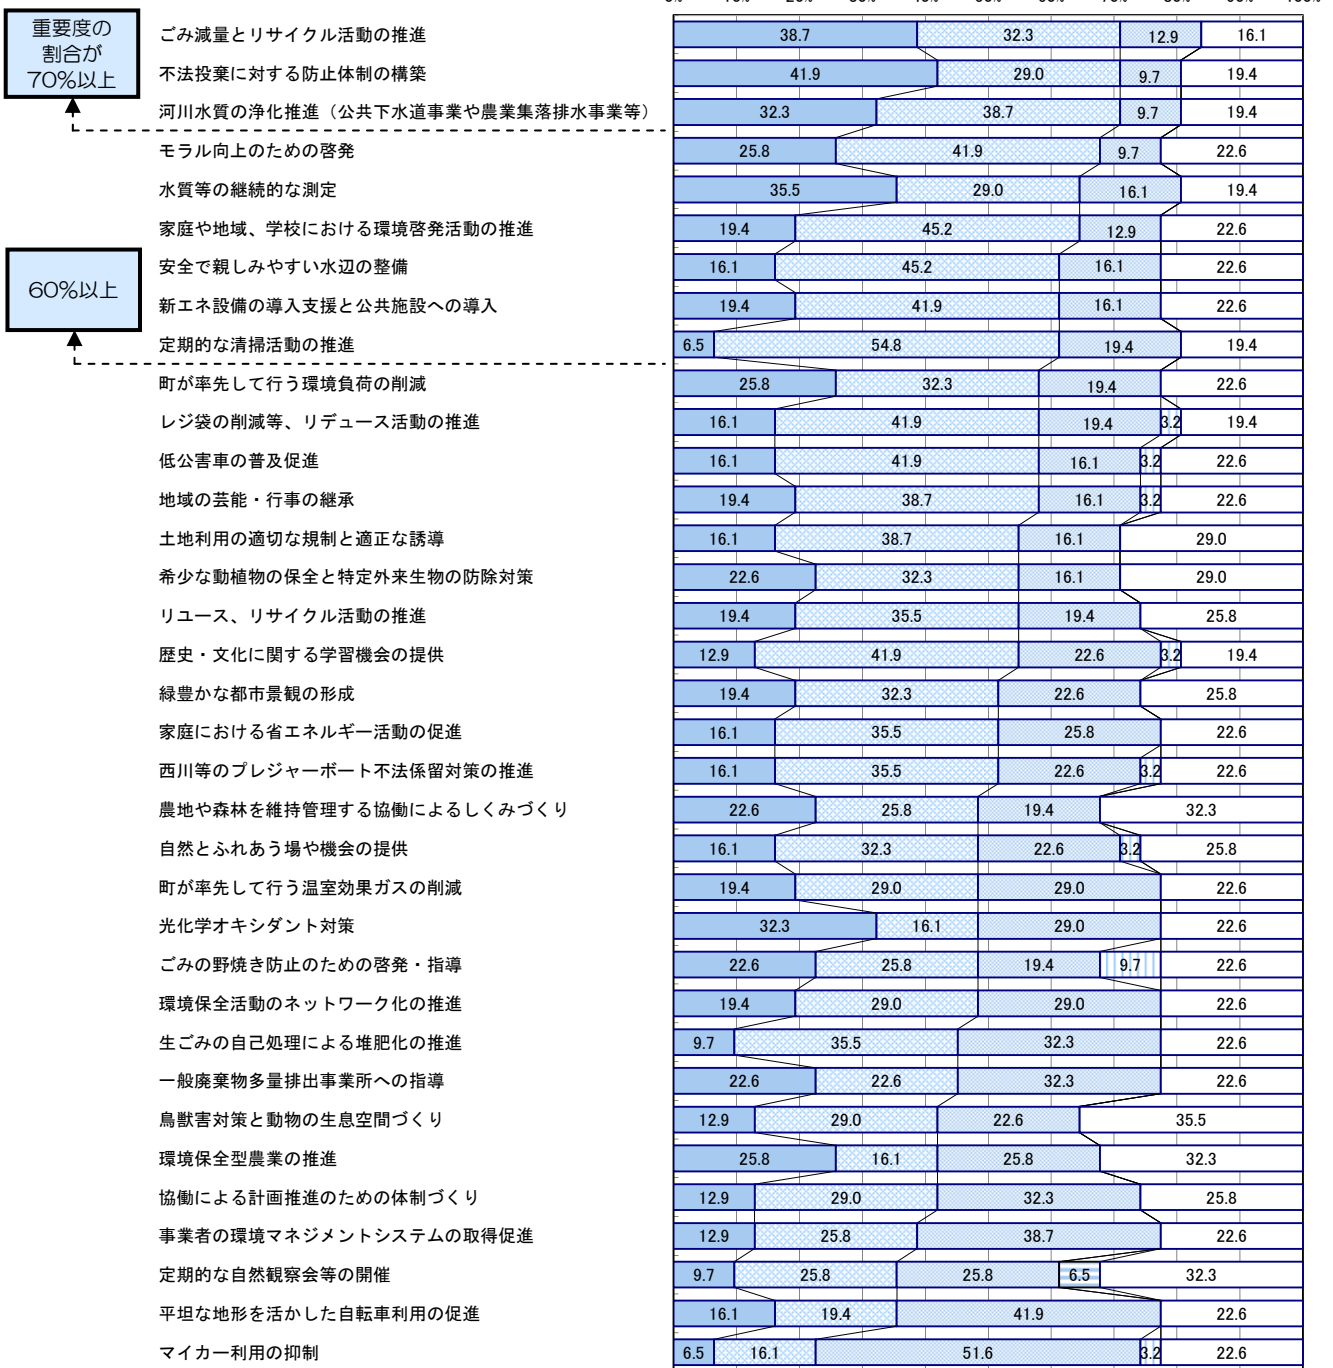 0% 10% 20% 30% 40% 50% 60% 70% 80% 90% 100%
重要度の
割合が
70%以上
ごみ減量とリサイクル活動の推進 38.7 32.3 12.9 16.1
不法投棄に対する防止体制の構築 41.9 29.0 9.7 19.4
河川水質の浄化推進（公共下水道事業や農業集落排水事業等） 32.3 38.7 9.7 19.4
モラル向上のための啓発 25.8 41.9 9.7 22.6
水質等の継続的な測定 35.5 29.0 16.1 19.4
家庭や地域、学校における環境啓発活動の推進 19.4 45.2 12.9 22.6
60%以上
安全で親しみやすい水辺の整備 16.1 45.2 16.1 22.6
新エネ設備の導入支援と公共施設への導入 19.4 41.9 16.1 22.6
定期的な清掃活動の推進 6.5 54.8 19.4 19.4
町が率先して行う環境負荷の削減 25.8 32.3 19.4 22.6
レジ袋の削減等、リデュース活動の推進 16.1 41.9 19.4 3.2 19.4
低公害車の普及促進 16.1 41.9 16.1 3.2 22.6
地域の芸能・行事の継承 19.4 38.7 16.1 3.2 22.6
土地利用の適切な規制と適正な誘導 16.1 38.7 16.1 29.0
希少な動植物の保全と特定外来生物の防除対策 22.6 32.3 16.1 29.0
リユース、リサイクル活動の推進 19.4 35.5 19.4 25.8
歴史・文化に関する学習機会の提供 12.9 41.9 22.6 3.2 19.4
緑豊かな都市景観の形成 19.4 32.3 22.6 25.8
家庭における省エネルギー活動の促進 16.1 35.5 25.8 22.6
西川等のプレジャーボート不法係留対策の推進 16.1 35.5 22.6 3.2 22.6
農地や森林を維持管理する協働によるしくみづくり 22.6 25.8 19.4 32.3
自然とふれあう場や機会の提供 16.1 32.3 22.6 3.2 25.8
町が率先して行う温室効果ガスの削減 19.4 29.0 29.0 22.6
光化学オキシダント対策 32.3 16.1 29.0 22.6
ごみの野焼き防止のための啓発・指導 22.6 25.8 19.4 9.7 22.6
環境保全活動のネットワーク化の推進 19.4 29.0 29.0 22.6
生ごみの自己処理による堆肥化の推進 9.7 35.5 32.3 22.6
一般廃棄物多量排出事業所への指導 22.6 22.6 32.3 22.6
鳥獣害対策と動物の生息空間づくり 12.9 29.0 22.6 35.5
環境保全型農業の推進 25.8 16.1 25.8 32.3
協働による計画推進のための体制づくり 12.9 29.0 32.3 25.8
事業者の環境マネジメントシステムの取得促進 12.9 25.8 38.7 22.6
定期的な自然観察会等の開催 9.7 25.8 25.8 6.5 32.3
平坦な地形を活かした自転車利用の促進 16.1 19.4 41.9 22.6
マイカー利用の抑制 6.5 16.1 51.6 3.2 22.6